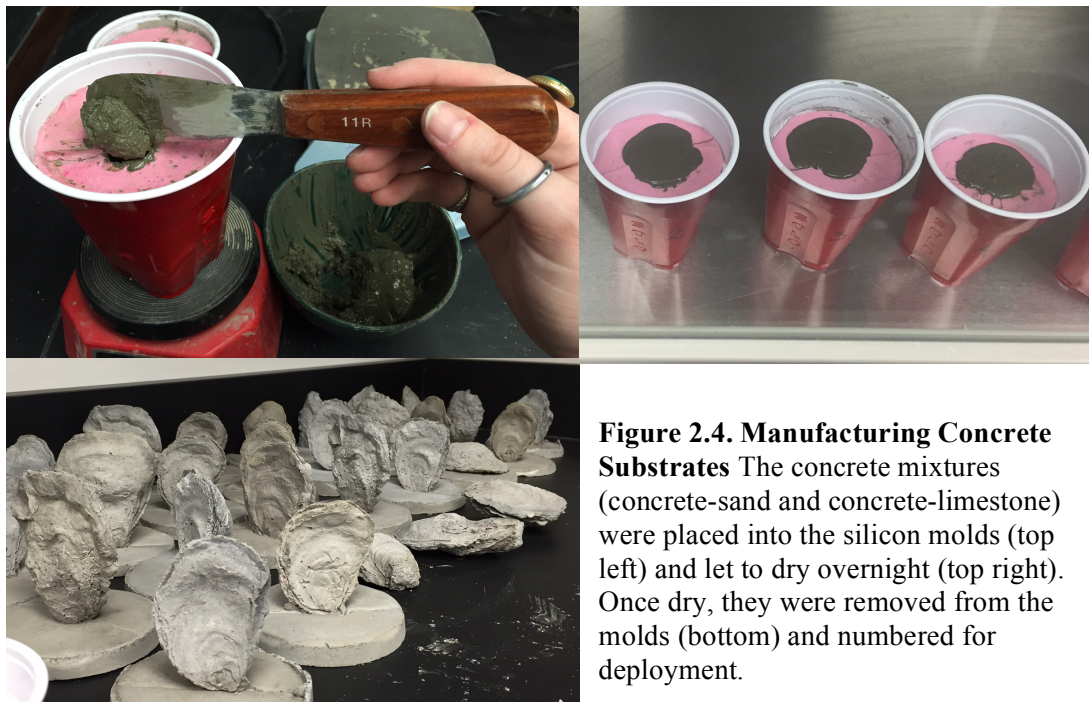 11R
Figure 2.4. Manufacturing Concrete
Substrates The concrete mixtures
(concrete-sand and concrete-limestone)
were placed into the silicon molds (top
left) and let to dry overnight (top right).
Once dry, they were removed from the
molds (bottom) and numbered for
deployment.